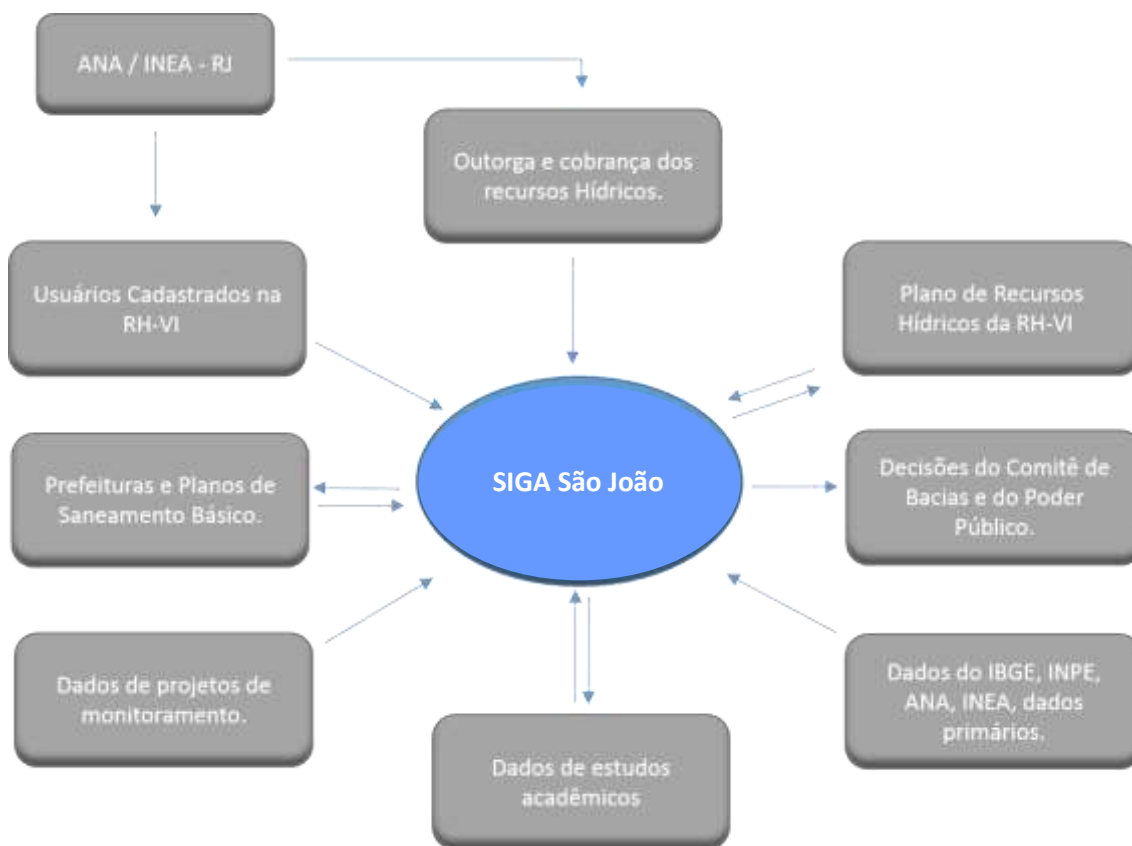 ANA / INEA - RJ
Outorga e cobrança dos
recursos Hídricos.
Usuários Cadastrados na
RH-VI
Plano de Recursos
Hídricos da RH-VI
SIGA São João
Prefeituras e Planos de
Saneamento Básico.
Decisões do Comitê de
Bacias e do Poder
Público.
Dados de projetos de
monitoramento.
Dados do IBGE, INPE,
ANA, INEA, dados
primários.
Dados de estudos
acadêmicos